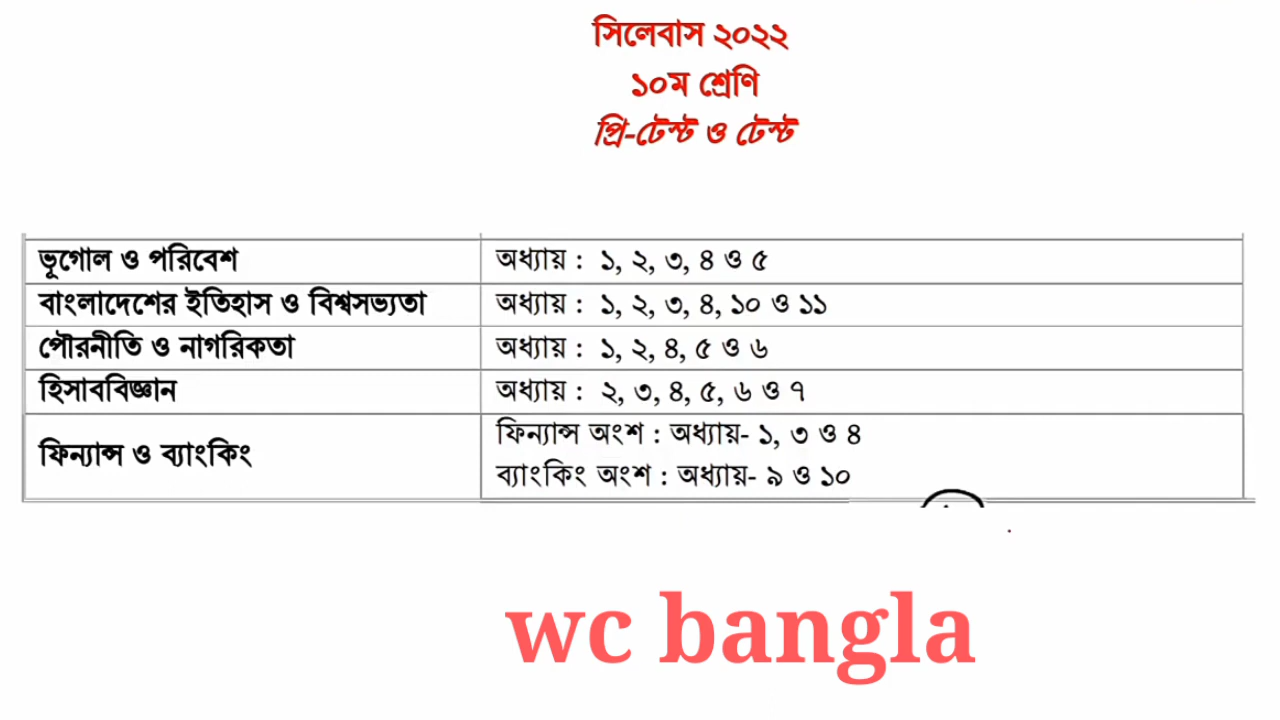 সিলেবাস ২০২২
১০ম শ্রেণি
প্রি-টেস্ট ও টেস্ট
ভূগোল ও পরিবেশ অধ্যায় : ১, ২, ৩, ৪ ও ৫
বাংলাদেশের ইতিহাস ও বিশ্বসভ্যতা অধ্যায় : ১, ২, ৩, ৪, ১০ ও ১১
পৌরনীতি ও নাগরিকতা অধ্যায় : ১, ২, ৪, ৫ ও ৬
হিসাববিজ্ঞান অধ্যায় : ২, ৩, ৪, ৫, ৬ ও ৭
ফিন্যান্স ও ব্যাংকিং
ফিন্যান্স অংশ : অধ্যায়- ১, ৩ ও ৪
ব্যাংকিং অংশ : অধ্যায়- ৯ ও ১০
wc bangla